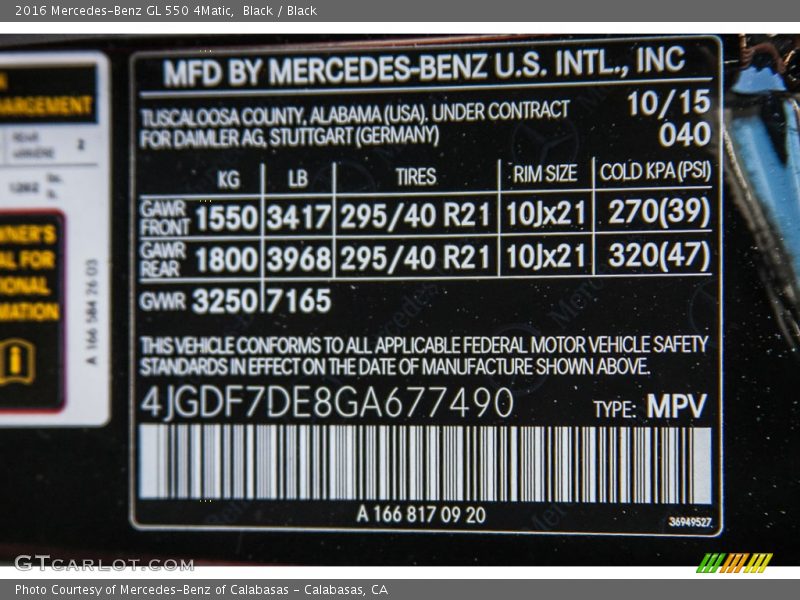 2016 Mercedes-Benz GL 550 4Matic, Black / Black
MFD BY MERCEDES-BENZ U.S. INTL., INC
TUSCALOOSA COUNTY, ALABAMA (USA). UNDER CONTRACT 10/15
FOR DAIMLER AG, STUTTGART (GERMANY) 040
KG LB TIRES RIM SIZE COLD KPA (PSI)
GAWR FRONT 1550 3417 295/40 R21 10Jx21 270(39)
GAWR REAR 1800 3968 295/40 R21 10Jx21 320(47)
GVWR 3250 7165
THIS VEHICLE CONFORMS TO ALL APPLICABLE FEDERAL MOTOR VEHICLE SAFETY
STANDARDS IN EFFECT ON THE DATE OF MANUFACTURE SHOWN ABOVE.
4JGDF7DE8GA677490 TYPE: MPV
A 166 817 09 20
36949527
A 166 584 26 03
GTcarlot.com
Photo Courtesy of Mercedes-Benz of Calabasas - Calabasas, CA